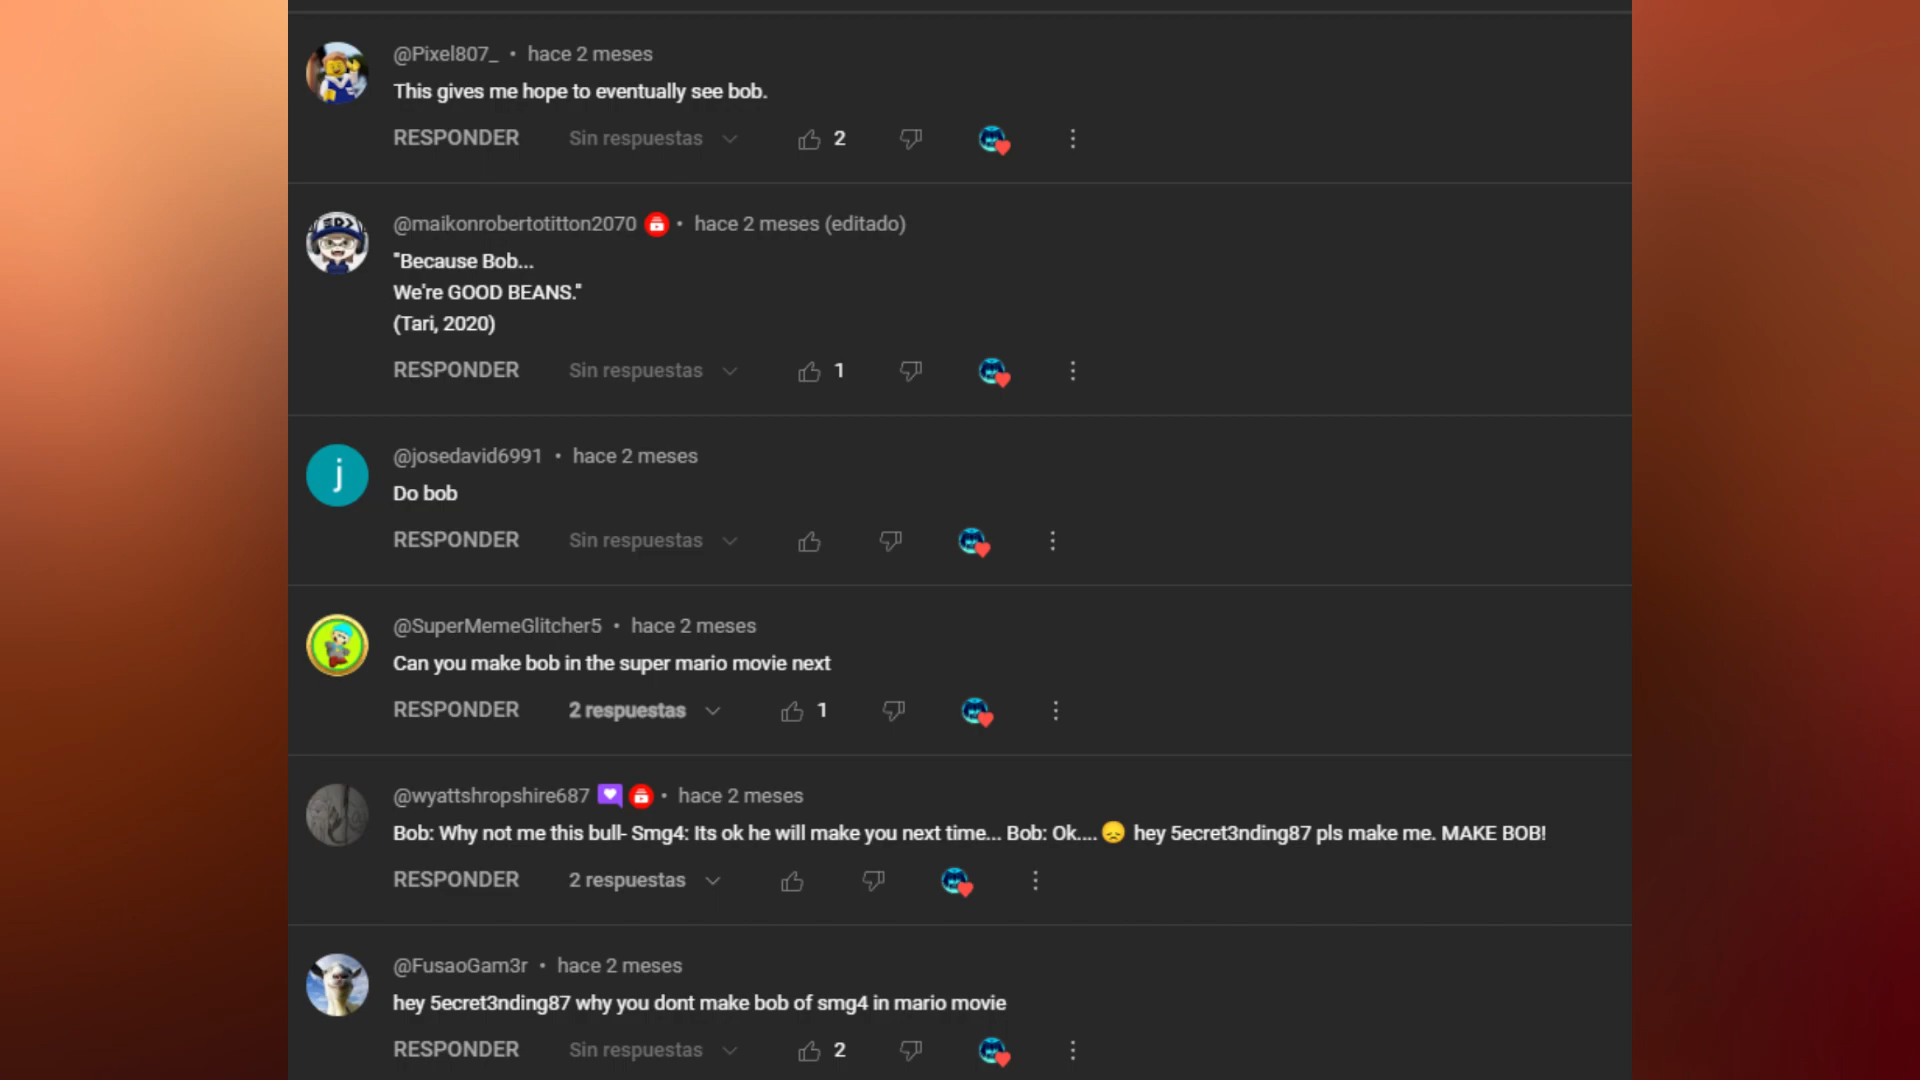 @Pixel807_ • hace 2 meses
This gives me hope to eventually see bob.
RESPONDER Sin respuestas 2
@maikonrobertotitton2070 • hace 2 meses (editado)
"Because Bob...
We're GOOD BEANS."
(Tari, 2020)
RESPONDER Sin respuestas 1
j
@josedavid6991 • hace 2 meses
Do bob
RESPONDER Sin respuestas
@SuperMemeGlitcher5 • hace 2 meses
Can you make bob in the super mario movie next
RESPONDER 2 respuestas 1
@wyattshropshire687 • hace 2 meses
Bob: Why not me this bull- Smg4: Its ok he will make you next time... Bob: Ok.... 😞 hey 5ecret3nding87 pls make me. MAKE BOB!
RESPONDER 2 respuestas
@FusaoGam3r • hace 2 meses
hey 5ecret3nding87 why you dont make bob of smg4 in mario movie
RESPONDER Sin respuestas 2